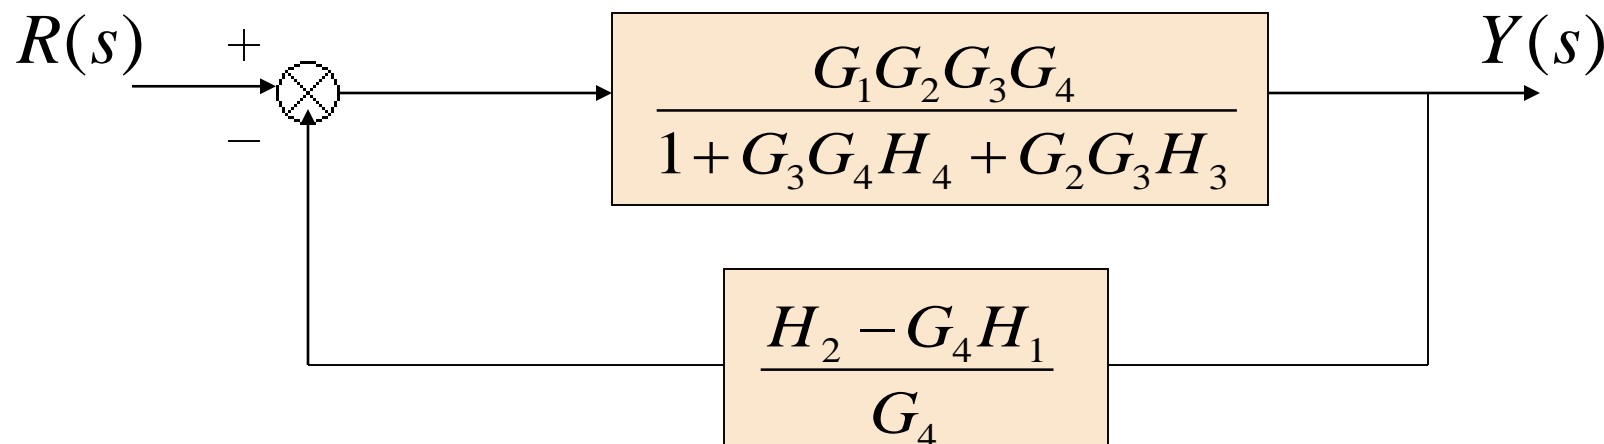 R(s) + Y(s)
−
G₁G₂G₃G₄
1 + G₃G₄H₄ + G₂G₃H₃
H₂ − G₄H₁
G₄